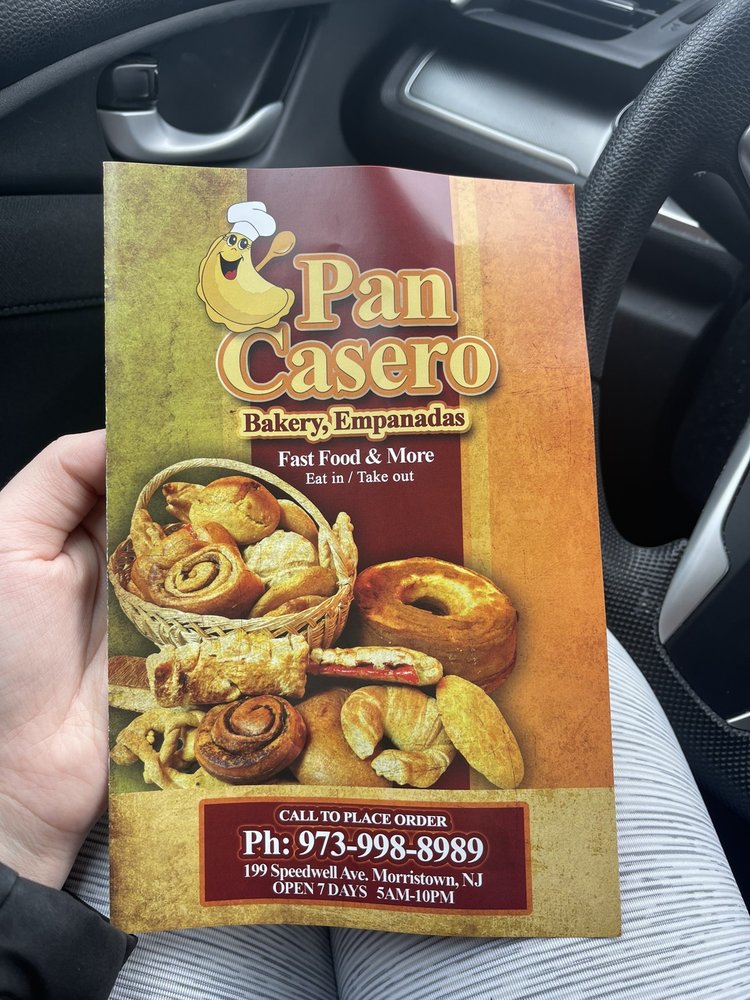 Pan
Casero
Bakery, Empanadas
Fast Food & More
Eat in / Take out
CALL TO PLACE ORDER
Ph: 973-998-8989
199 Speedwell Ave. Morristown, NJ
OPEN 7 DAYS 5AM-10PM